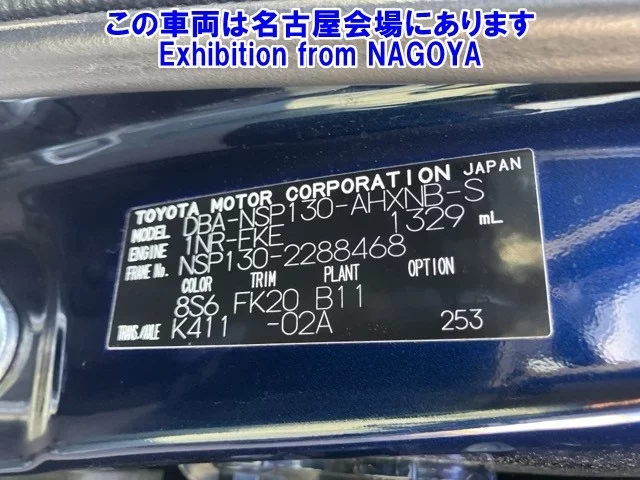 この車両は名古屋会場にあります
Exhibition from NAGOYA
TOYOTA MOTOR CORPORATION JAPAN
MODEL DBA-NSP130-AHXNB-S
ENGINE 1NR-FKE 1329 mL
FRAME No. NSP130-2288468
COLOR TRIM PLANT OPTION
8S6 FK20 B11
TRANS./AXLE K411 -02A 253